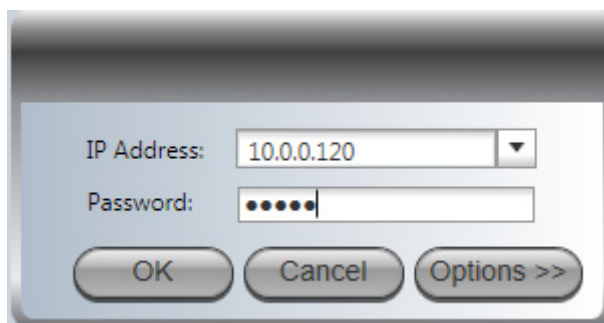 IP Address: 10.0.0.120
Password: •••••
OK Cancel Options >>